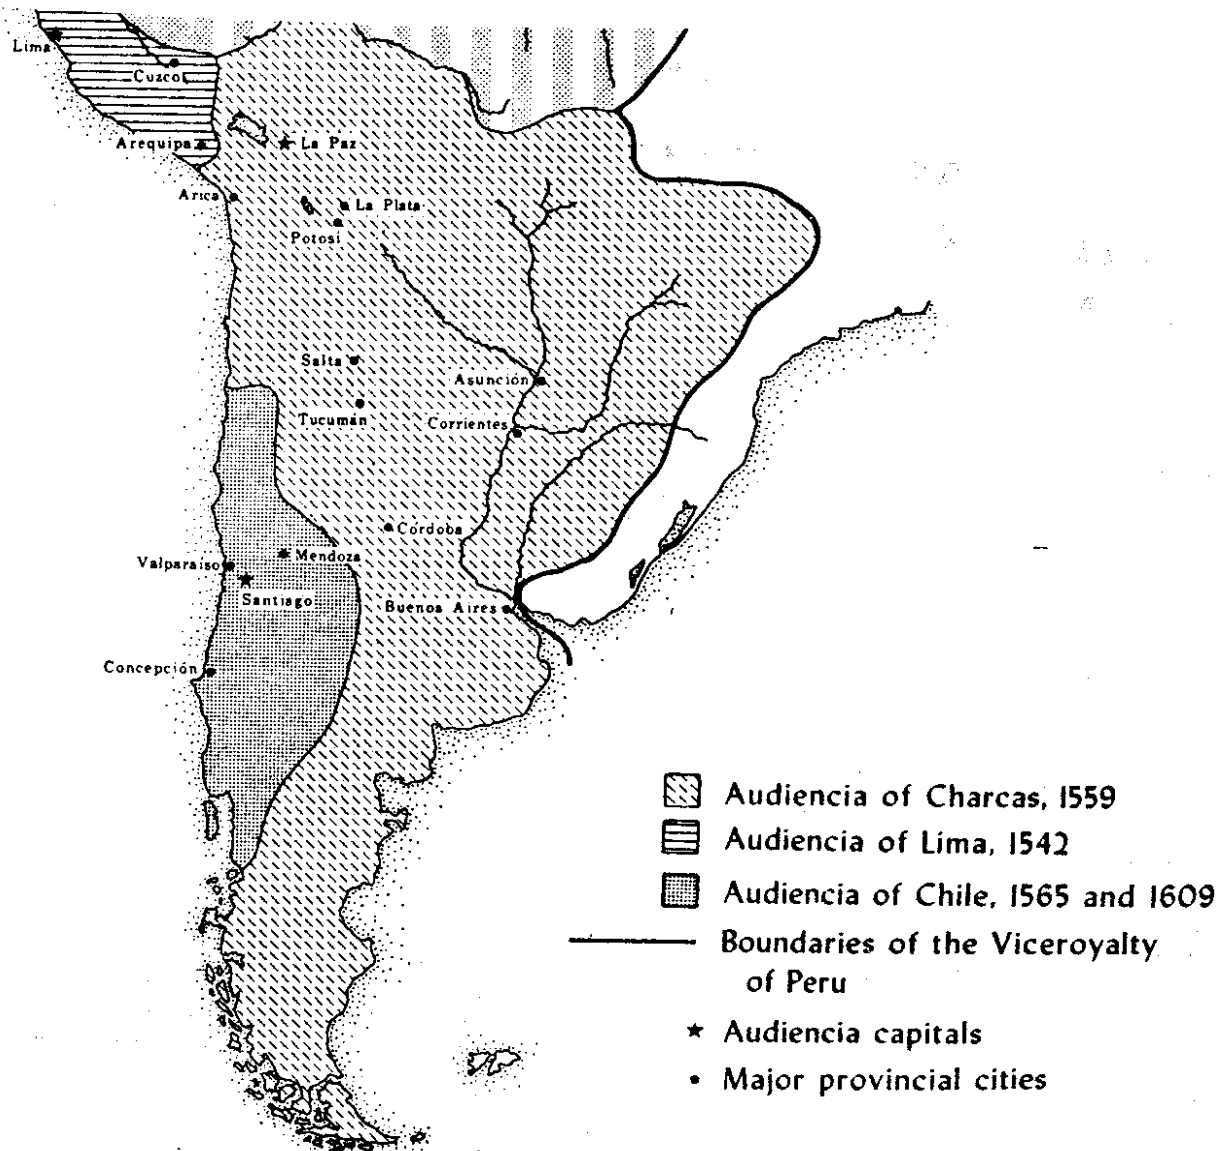 Lima
Cuzco
Arequipa
La Paz
Arica
La Plata
Potosí
Salta
Asunción
Tucumán
Corrientes
Córdoba
Valparaíso
Mendoza
Santiago
Buenos Aires
Concepción
Audiencia of Charcas, 1559
Audiencia of Lima, 1542
Audiencia of Chile, 1565 and 1609
Boundaries of the Viceroyalty
of Peru
Audiencia capitals
Major provincial cities